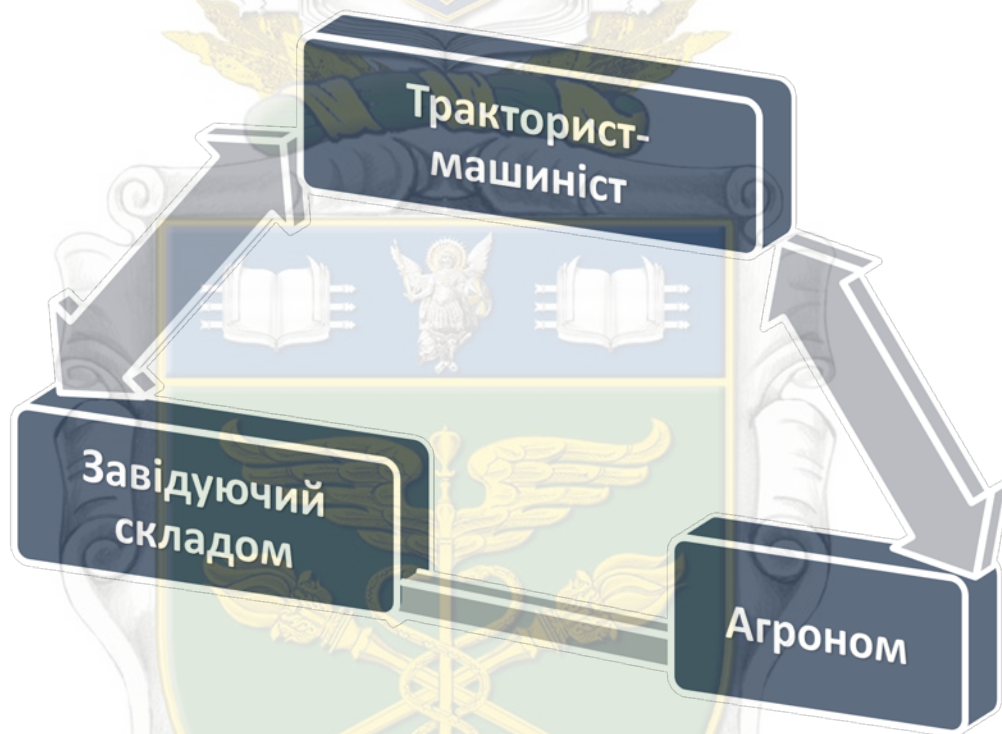 Тракторист-
машиніст
Завідуючий
складом
Агроном